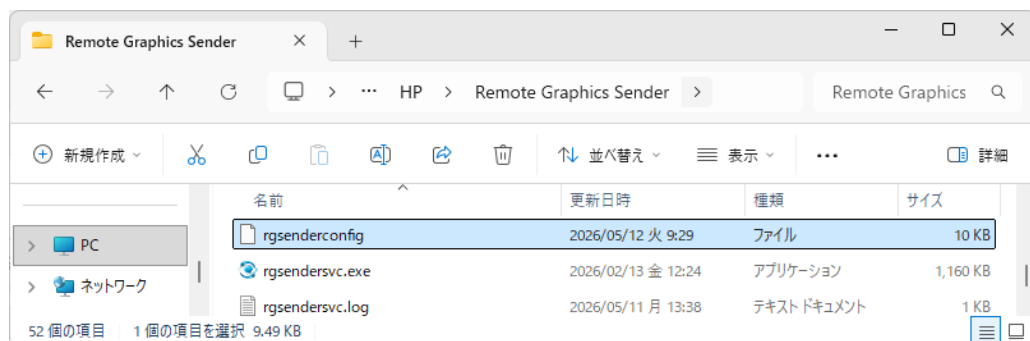 Remote Graphics Sender
… HP Remote Graphics Sender Remote Graphics
新規作成 並べ替え 表示 … 詳細
名前 更新日時 種類 サイズ
PC rgsenderconfig 2026/05/12 火 9:29 ファイル 10 KB
rgsendersvc.exe 2026/02/13 金 12:24 アプリケーション 1,160 KB
ネットワーク rgsendersvc.log 2026/05/11 月 13:38 テキスト ドキュメント 1 KB
52 個の項目 1 個の項目を選択 9.49 KB